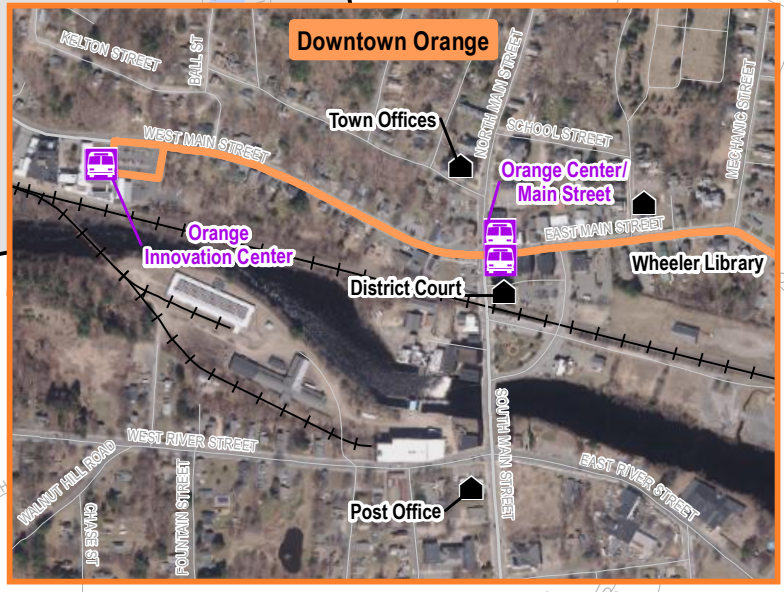 Downtown Orange
KELTON STREET
BALL ST
NORTH MAIN STREET
MECHANIC STREET
Town Offices
SCHOOL STREET
WEST MAIN STREET
Orange Center/
Main Street
Orange
Innovation Center
EAST MAIN STREET
Wheeler Library
District Court
SOUTH MAIN STREET
WEST RIVER STREET
EAST RIVER STREET
WALNUT HILL ROAD
CHASE ST
FOUNTAIN STREET
Post Office